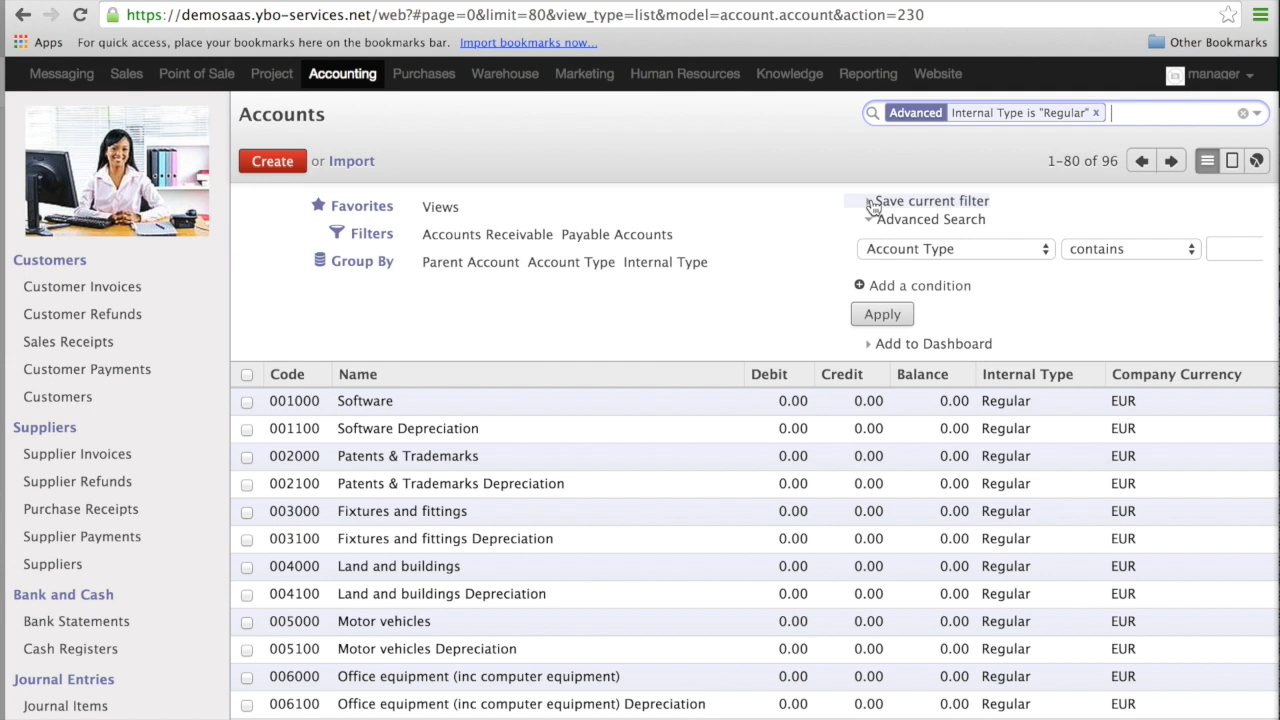 https://demosaas.ybo-services.net/web?#page=0&limit=80&view_type=list&model=account.account&action=230
Apps For quick access, place your bookmarks here on the bookmarks bar. Import bookmarks now... Other Bookmarks
Messaging Sales Point of Sale Project Accounting Purchases Warehouse Marketing Human Resources Knowledge Reporting Website manager
Accounts
Advanced Internal Type is "Regular" x
Create or Import
1-80 of 96
Favorites Views
Filters Accounts Receivable Payable Accounts
Group By Parent Account Account Type Internal Type
Save current filter
Advanced Search
Account Type contains
Add a condition
Apply
Add to Dashboard
Customers
Customer Invoices
Customer Refunds
Sales Receipts
Customer Payments
Customers
Suppliers
Supplier Invoices
Supplier Refunds
Purchase Receipts
Supplier Payments
Suppliers
Bank and Cash
Bank Statements
Cash Registers
Journal Entries
Journal Items
Code Name Debit Credit Balance Internal Type Company Currency
001000 Software 0.00 0.00 0.00 Regular EUR
001100 Software Depreciation 0.00 0.00 0.00 Regular EUR
002000 Patents & Trademarks 0.00 0.00 0.00 Regular EUR
002100 Patents & Trademarks Depreciation 0.00 0.00 0.00 Regular EUR
003000 Fixtures and fittings 0.00 0.00 0.00 Regular EUR
003100 Fixtures and fittings Depreciation 0.00 0.00 0.00 Regular EUR
004000 Land and buildings 0.00 0.00 0.00 Regular EUR
004100 Land and buildings Depreciation 0.00 0.00 0.00 Regular EUR
005000 Motor vehicles 0.00 0.00 0.00 Regular EUR
005100 Motor vehicles Depreciation 0.00 0.00 0.00 Regular EUR
006000 Office equipment (inc computer equipment) 0.00 0.00 0.00 Regular EUR
006100 Office equipment (inc computer equipment) Depreciation 0.00 0.00 0.00 Regular EUR